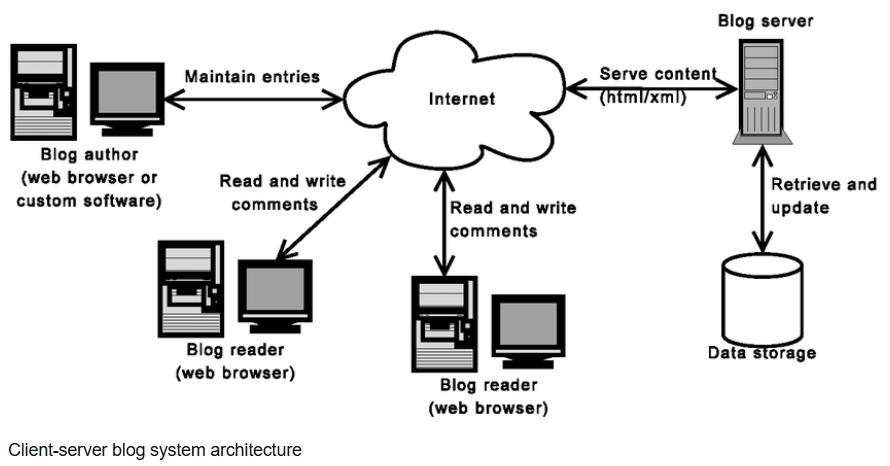 Blog server
Maintain entries
Internet
Serve content
(html/xml)
Blog author
(web browser or
custom software)
Read and write
comments
Read and write
comments
Retrieve and
update
Blog reader
(web browser)
Data storage
Blog reader
(web browser)
Client-server blog system architecture